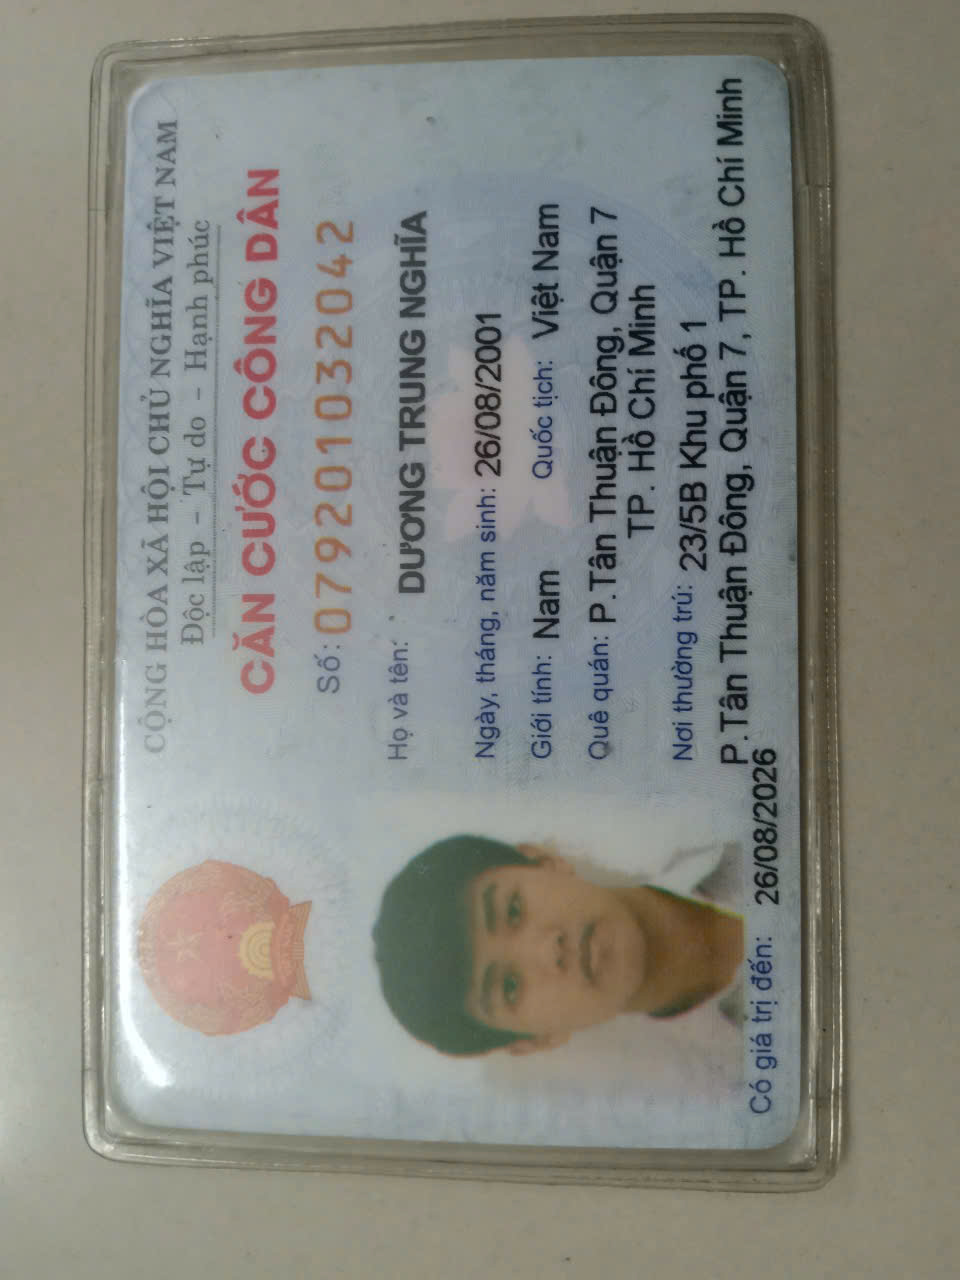 CỘNG HÒA XÃ HỘI CHỦ NGHĨA VIỆT NAM
Độc lập - Tự do - Hạnh phúc
CĂN CƯỚC CÔNG DÂN
Số: 079201032042
Họ và tên: DƯƠNG TRUNG NGHĨA
Ngày, tháng, năm sinh: 26/08/2001
Giới tính: Nam Quốc tịch: Việt Nam
Quê quán: P.Tân Thuận Đông, Quận 7
TP. Hồ Chí Minh
Nơi thường trú: 23/5B Khu phố 1
P.Tân Thuận Đông, Quận 7, TP. Hồ Chí Minh
Có giá trị đến: 26/08/2026